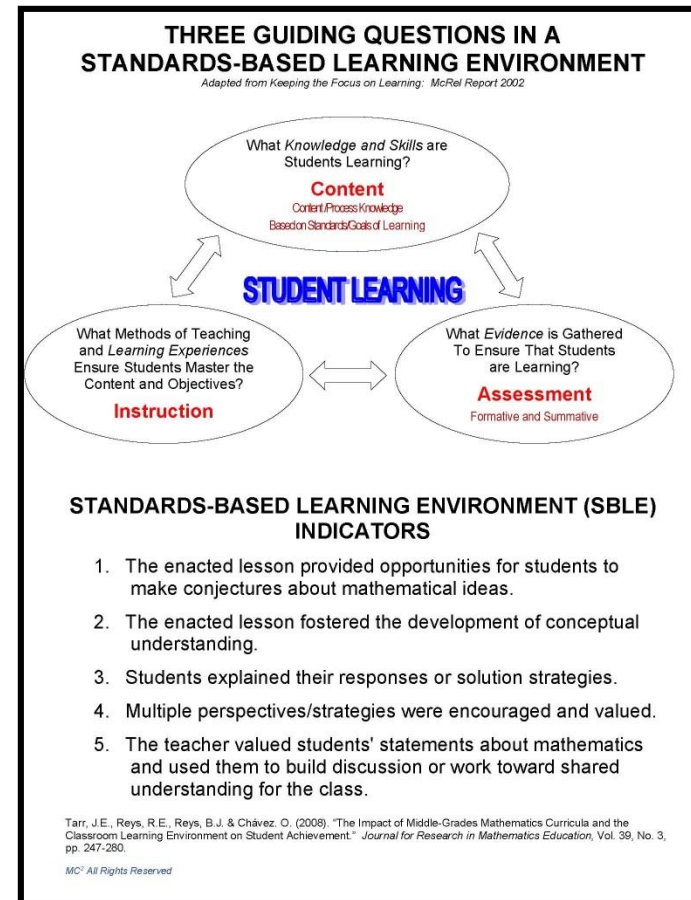 THREE GUIDING QUESTIONS IN A
STANDARDS-BASED LEARNING ENVIRONMENT
Adapted from Keeping the Focus on Learning: McRel Report 2002
What Knowledge and Skills are
Students Learning?
Content
Content/Process Knowledge
Based on Standards/Goals of Learning
STUDENT LEARNING
What Methods of Teaching
and Learning Experiences
Ensure Students Master the
Content and Objectives?
Instruction
What Evidence is Gathered
To Ensure That Students
are Learning?
Assessment
Formative and Summative
STANDARDS-BASED LEARNING ENVIRONMENT (SBLE)
INDICATORS
1. The enacted lesson provided opportunities for students to
make conjectures about mathematical ideas.
2. The enacted lesson fostered the development of conceptual
understanding.
3. Students explained their responses or solution strategies.
4. Multiple perspectives/strategies were encouraged and valued.
5. The teacher valued students' statements about mathematics
and used them to build discussion or work toward shared
understanding for the class.
Tarr, J.E., Reys, R.E., Reys, B.J. & Chávez. O. (2008). "The Impact of Middle-Grades Mathematics Curricula and the
Classroom Learning Environment on Student Achievement." Journal for Research in Mathematics Education, Vol. 39, No. 3,
pp. 247-280.
MC² All Rights Reserved